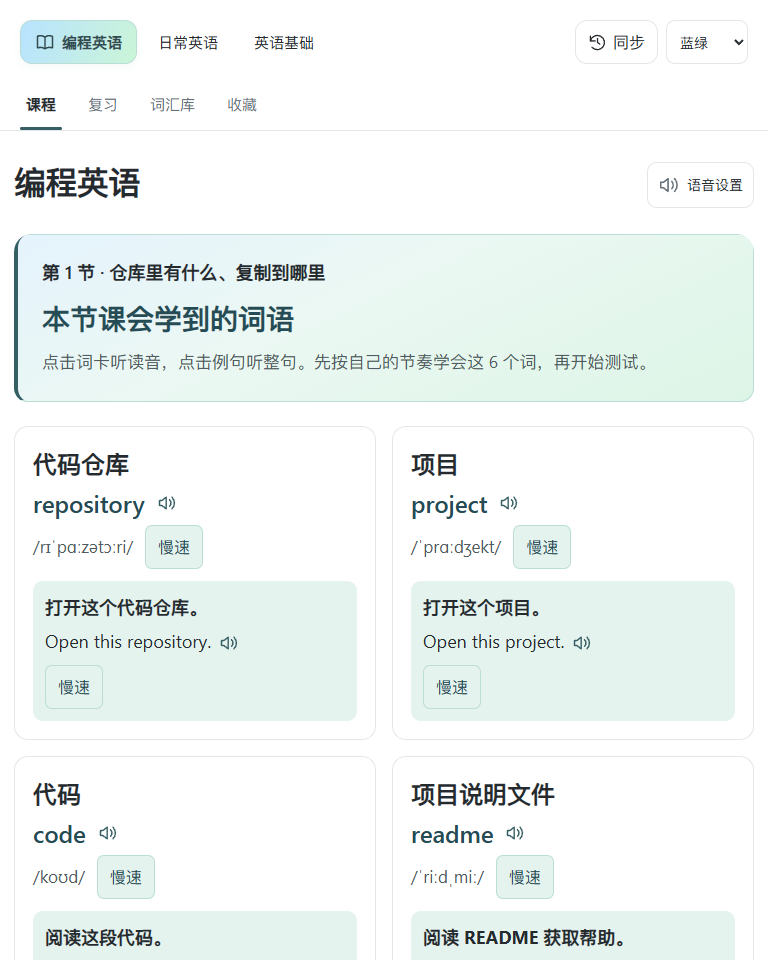 编程英语 日常英语 英语基础 同步 蓝绿
课程 复习 词汇库 收藏
编程英语
语音设置
第 1 节 · 仓库里有什么、复制到哪里
本节课会学到的词语
点击词卡听读音，点击例句听整句。先按自己的节奏学会这 6 个词，再开始测试。
代码仓库
repository
/rɪˈpɑːzətɔːri/ 慢速
打开这个代码仓库。
Open this repository.
慢速
项目
project
/ˈprɑːdʒekt/ 慢速
打开这个项目。
Open this project.
慢速
代码
code
/koʊd/ 慢速
阅读这段代码。
项目说明文件
readme
/ˈriːdˌmiː/ 慢速
阅读 README 获取帮助。